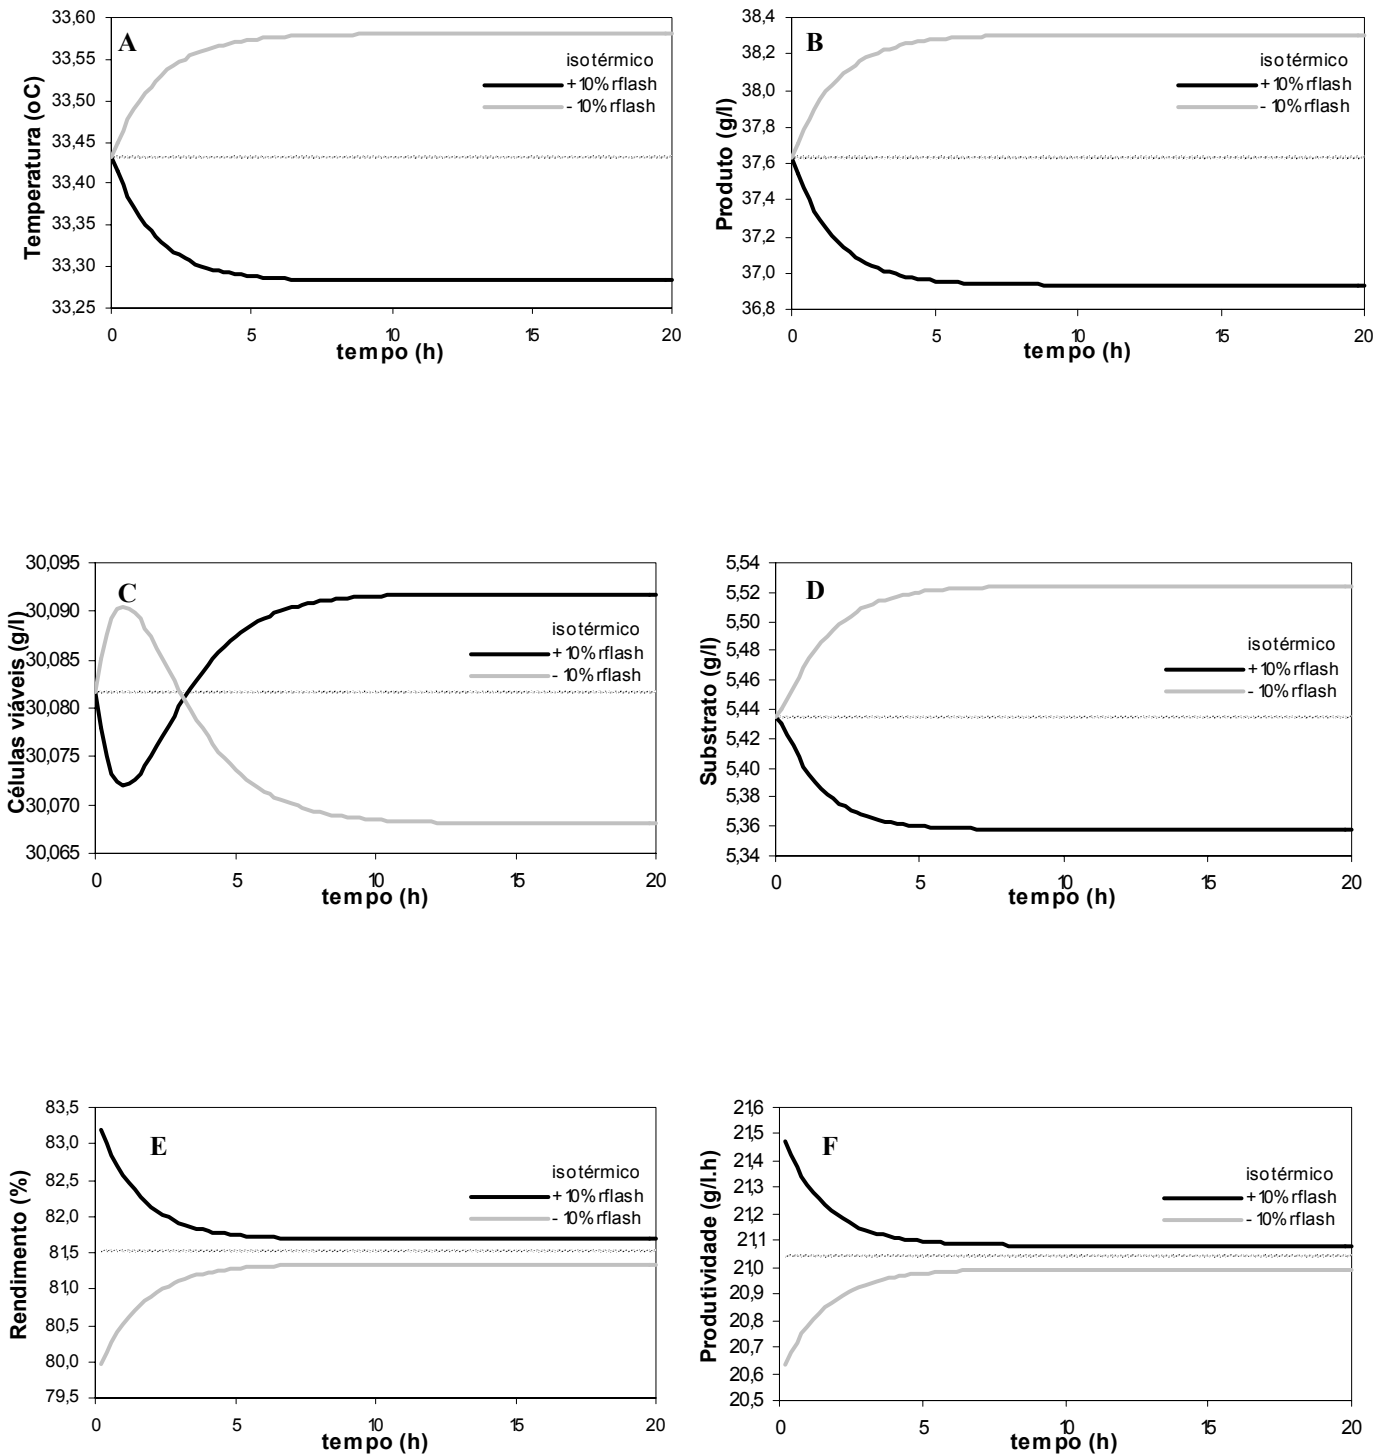 A
Temperatura (oC)
33,60
33,55
33,50
33,45
33,40
33,35
33,30
33,25
isotérmico
+10% rflash
- 10% rflash
0 5 10 15 20
tempo (h)
B
Produto (g/l)
38,4
38,2
38,0
37,8
37,6
37,4
37,2
37,0
36,8
isotérmico
+10% rflash
- 10% rflash
0 5 10 15 20
tempo (h)
C
Células viáveis (g/l)
30,095
30,090
30,085
30,080
30,075
30,070
30,065
isotérmico
+10% rflash
- 10% rflash
0 5 10 15 20
tempo (h)
D
Substrato (g/l)
5,54
5,52
5,50
5,48
5,46
5,44
5,42
5,40
5,38
5,36
5,34
isotérmico
+10% rflash
- 10% rflash
0 5 10 15 20
tempo (h)
E
Rendimento (%)
83,5
83,0
82,5
82,0
81,5
81,0
80,5
80,0
79,5
isotérmico
+10% rflash
- 10% rflash
0 5 10 15 20
tempo (h)
F
Produtividade (g/l.h)
21,6
21,5
21,4
21,3
21,2
21,1
21,0
20,9
20,8
20,7
20,6
20,5
isotérmico
+10% rflash
- 10% rflash
0 5 10 15 20
tempo (h)